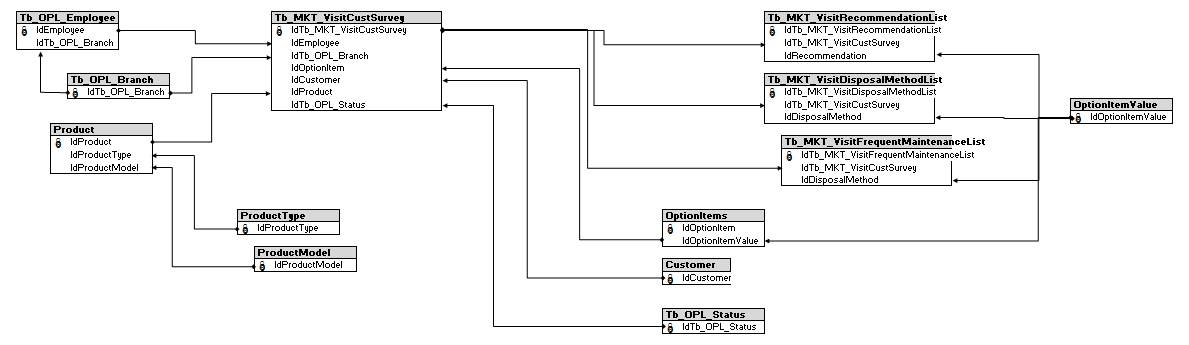 Tb_OPL_Employee
IdEmployee
IdTb_OPL_Branch
Tb_OPL_Branch
IdTb_OPL_Branch
Product
IdProduct
IdProductType
IdProductModel
ProductType
IdProductType
ProductModel
IdProductModel
Tb_MKT_VisitCustSurvey
IdTb_MKT_VisitCustSurvey
IdEmployee
IdTb_OPL_Branch
IdOptionItem
IdCustomer
IdProduct
IdTb_OPL_Status
Tb_MKT_VisitRecommendationList
IdTb_MKT_VisitRecommendationList
IdTb_MKT_VisitCustSurvey
IdRecommendation
Tb_MKT_VisitDisposalMethodList
IdTb_MKT_VisitDisposalMethodList
IdTb_MKT_VisitCustSurvey
IdDisposalMethod
Tb_MKT_VisitFrequentMaintenanceList
IdTb_MKT_VisitFrequentMaintenanceList
IdTb_MKT_VisitCustSurvey
IdDisposalMethod
OptionItems
IdOptionItem
IdOptionItemValue
Customer
IdCustomer
Tb_OPL_Status
IdTb_OPL_Status
OptionItemValue
IdOptionItemValue